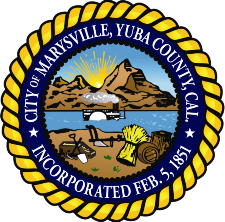 CITY OF MARYSVILLE, YUBA COUNTY, CAL.
INCORPORATED FEB. 5, 1851